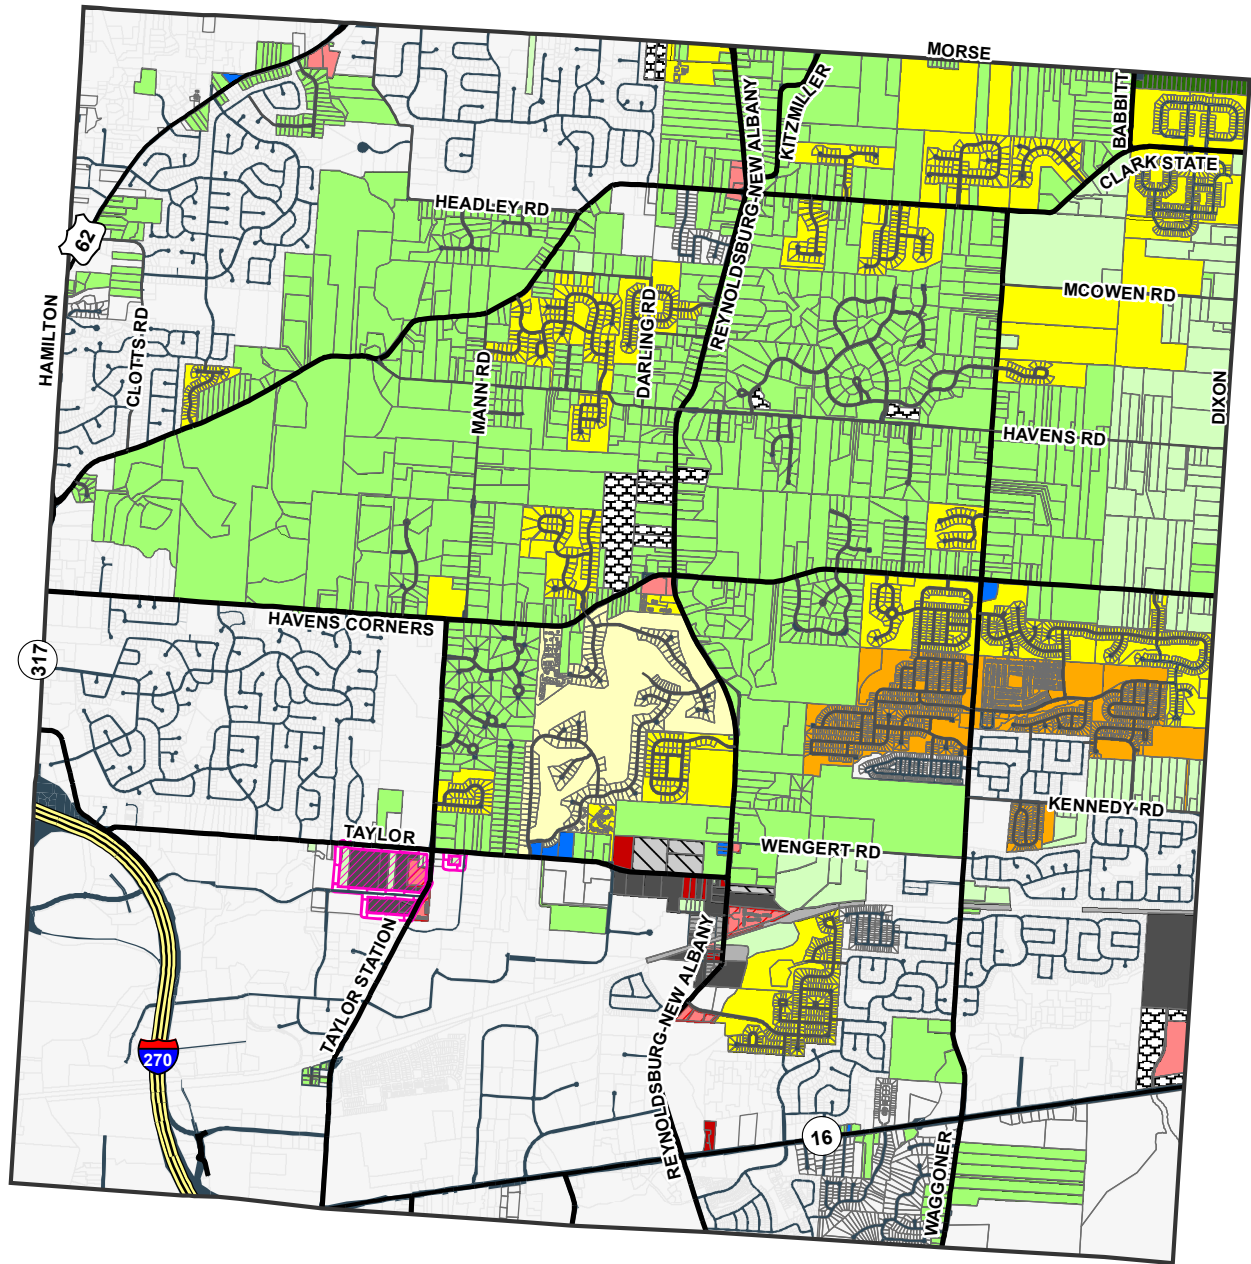 MORSE
BABBITT
KITZMILLER
REYNOLDSBURG-NEW ALBANY
CLARK STATE
HEADLEY RD
62
MCOWEN RD
HAMILTON
CLOTTS RD
DARLING RD
MANN RD
DIXON
HAVENS RD
HAVENS CORNERS
317
KENNEDY RD
TAYLOR
WENGERT RD
TAYLOR STATION
REYNOLDSBURG-NEW ALBANY
270
16
WAGGONER